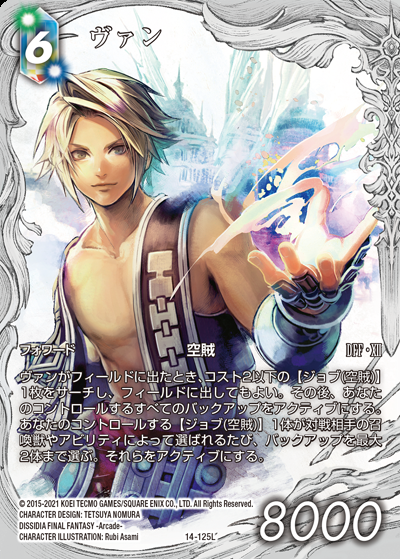 6
ヴァン
フォワード 空賊 DFF・XII
ヴァンがフィールドに出たとき、コスト2以下の【ジョブ(空賊)】
1枚をサーチし、フィールドに出してもよい。その後、あなた
のコントロールするすべてのバックアップをアクティブにする。
あなたのコントロールする【ジョブ(空賊)】1体が対戦相手の召
喚獣やアビリティによって選ばれるたび、バックアップを最大
2体まで選ぶ。それらをアクティブにする。
© 2015-2021 KOEI TECMO GAMES/SQUARE ENIX CO., LTD. All Rights Reserved.
CHARACTER DESIGN: TETSUYA NOMURA
DISSIDIA FINAL FANTASY -Arcade-
CHARACTER ILLUSTRATION: Rubi Asami
14-125L
8000